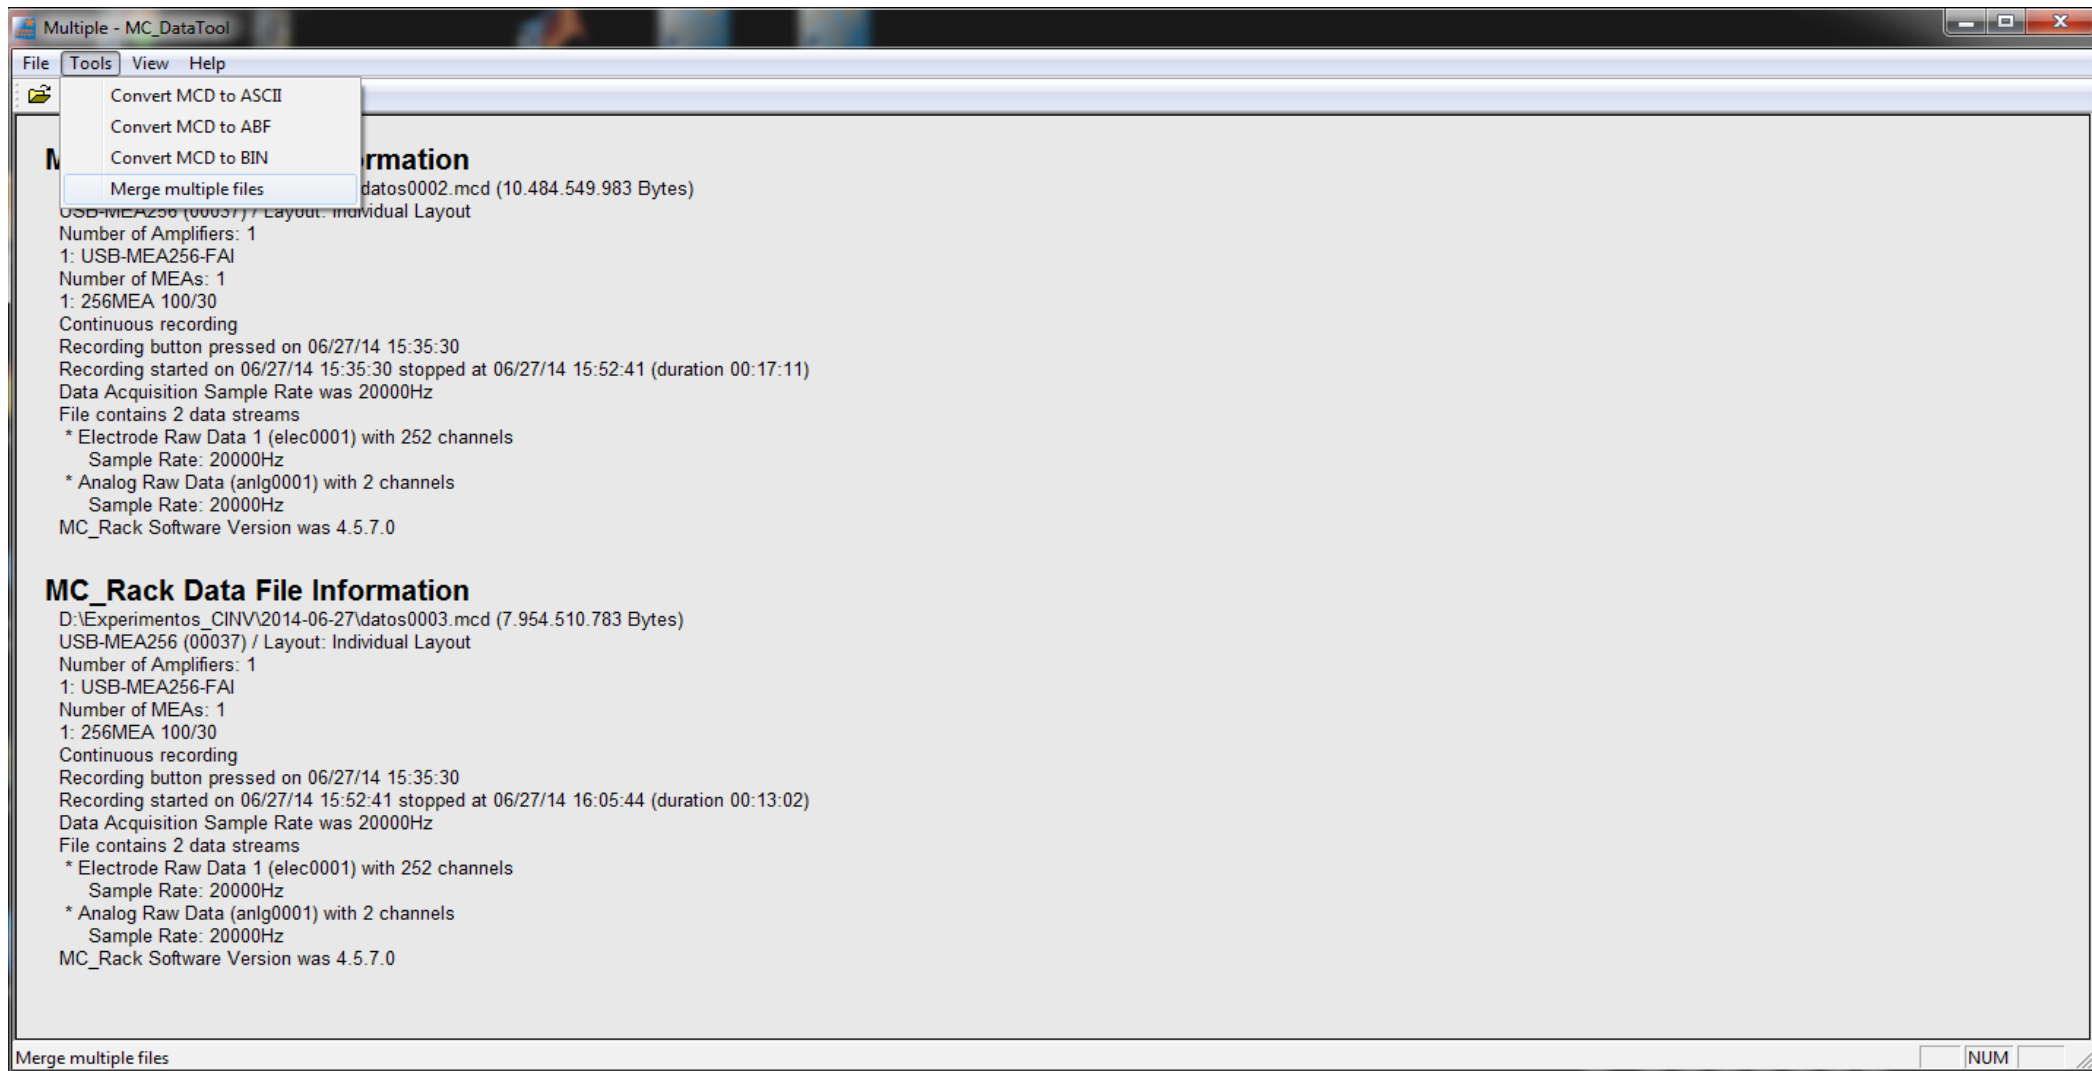 Multiple - MC_DataTool
File Tools View Help
Convert MCD to ASCII
Convert MCD to ABF
Convert MCD to BIN
Merge multiple files
rmation
datos0002.mcd (10.484.549.983 Bytes)
USB-MEA256 (00037) / Layout: Individual Layout
Number of Amplifiers: 1
1: USB-MEA256-FAI
Number of MEAs: 1
1: 256MEA 100/30
Continuous recording
Recording button pressed on 06/27/14 15:35:30
Recording started on 06/27/14 15:35:30 stopped at 06/27/14 15:52:41 (duration 00:17:11)
Data Acquisition Sample Rate was 20000Hz
File contains 2 data streams
* Electrode Raw Data 1 (elec0001) with 252 channels
Sample Rate: 20000Hz
* Analog Raw Data (anlg0001) with 2 channels
Sample Rate: 20000Hz
MC_Rack Software Version was 4.5.7.0
MC_Rack Data File Information
D:\Experimentos_CINV\2014-06-27\datos0003.mcd (7.954.510.783 Bytes)
USB-MEA256 (00037) / Layout: Individual Layout
Number of Amplifiers: 1
1: USB-MEA256-FAI
Number of MEAs: 1
1: 256MEA 100/30
Continuous recording
Recording button pressed on 06/27/14 15:35:30
Recording started on 06/27/14 15:52:41 stopped at 06/27/14 16:05:44 (duration 00:13:02)
Data Acquisition Sample Rate was 20000Hz
File contains 2 data streams
* Electrode Raw Data 1 (elec0001) with 252 channels
Sample Rate: 20000Hz
* Analog Raw Data (anlg0001) with 2 channels
Sample Rate: 20000Hz
MC_Rack Software Version was 4.5.7.0
Merge multiple files
NUM